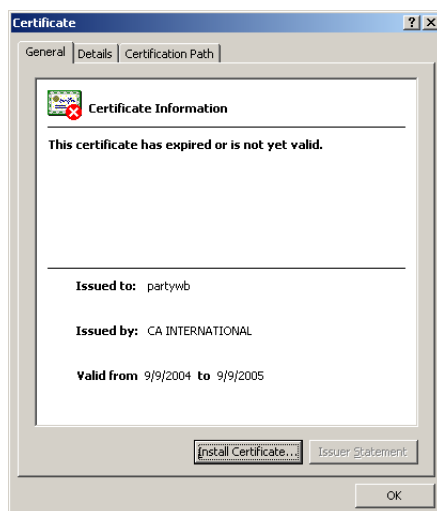 Certificate
General Details Certification Path
Certificate Information
This certificate has expired or is not yet valid.
Issued to: partywb
Issued by: CA INTERNATIONAL
Valid from 9/9/2004 to 9/9/2005
Install Certificate... Issuer Statement
OK